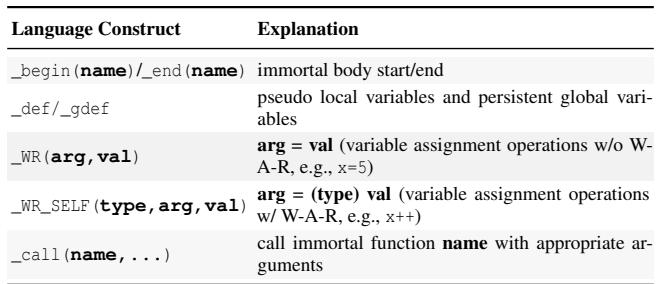 Language Construct Explanation
_begin(name)/_end(name) immortal body start/end
_def/_gdef pseudo local variables and persistent global vari-
ables
_WR(arg,val) arg = val (variable assignment operations w/o W-
A-R, e.g., x=5)
_WR_SELF(type,arg,val) arg = (type) val (variable assignment operations
w/ W-A-R, e.g., x++)
_call(name,...) call immortal function name with appropriate ar-
guments